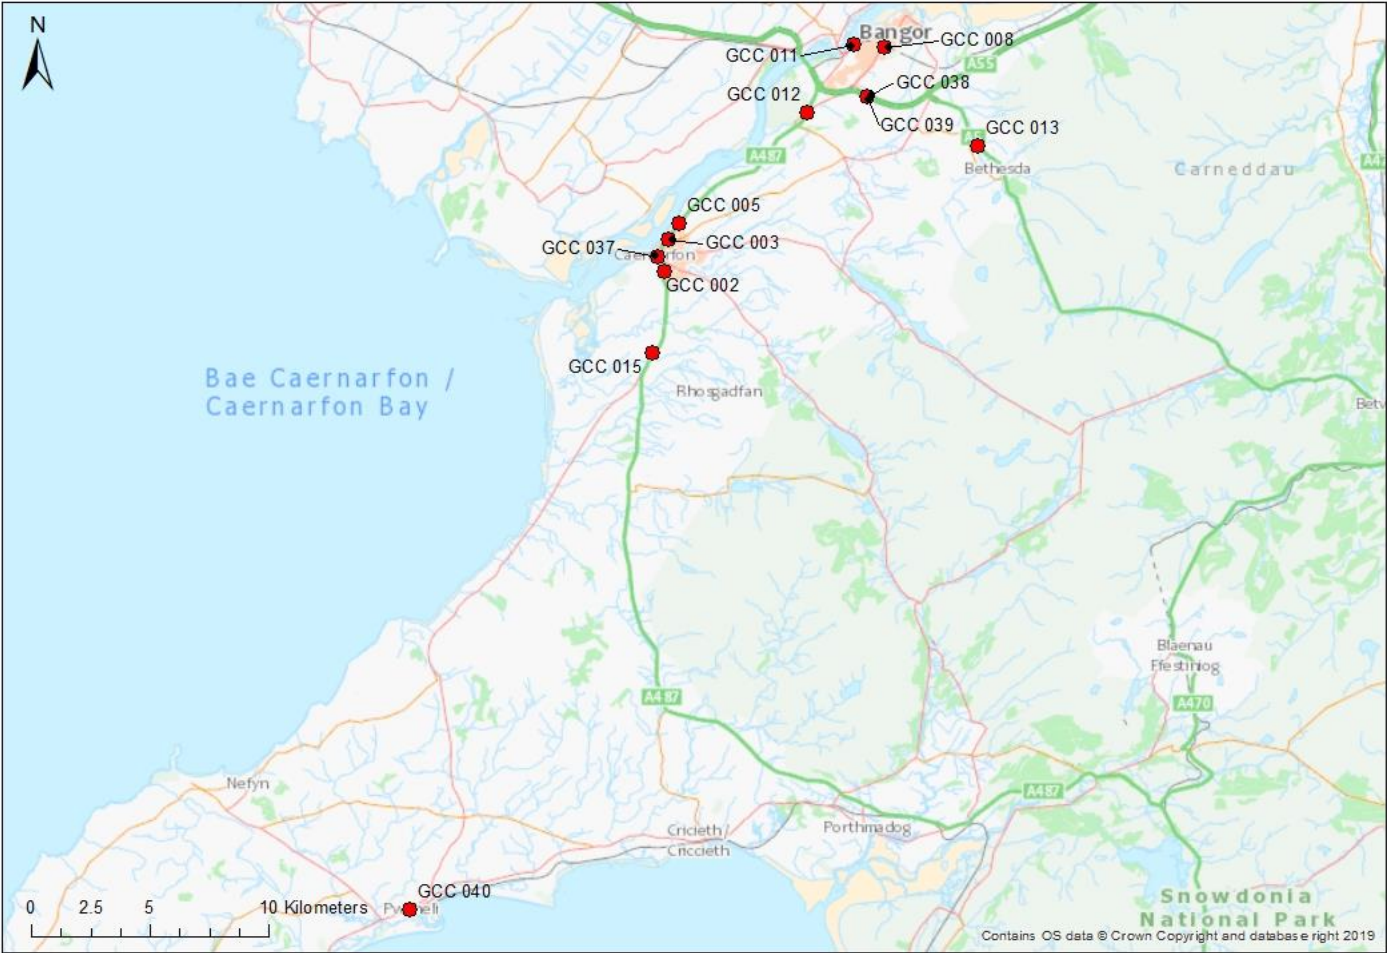 N
Bangor
GCC 011
GCC 008
A55
GCC 038
GCC 012
GCC 039
GCC 013
A5
A487
Bethesda
Carneddau
GCC 005
GCC 003
GCC 037
Caernarfon
GCC 002
GCC 015
Bae Caernarfon /
Caernarfon Bay
Rhosgadfan
Blaenau
Ffestiniog
A487
A470
Nefyn
A487
Cricieth /
Criccieth
Porthmadog
GCC 040
Pwllheli
0 2.5 5 10 Kilometers
Snowdonia
National Park
Contains OS data © Crown Copyright and database right 2019